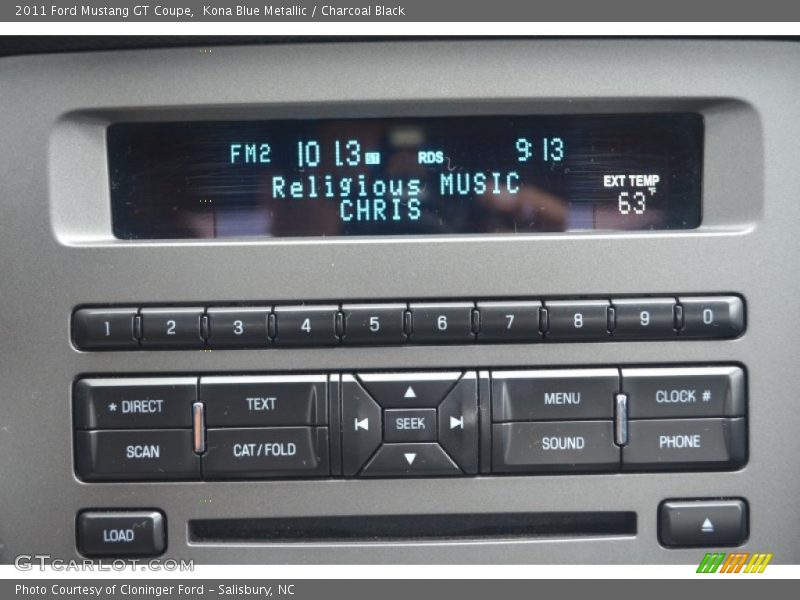 2011 Ford Mustang GT Coupe, Kona Blue Metallic / Charcoal Black
FM2 101.3 ST RDS 9:13
Religious MUSIC EXT TEMP
CHRIS 63°F
1 2 3 4 5 6 7 8 9 0
* DIRECT TEXT MENU CLOCK #
SEEK
SCAN CAT/FOLD SOUND PHONE
LOAD
GTCARLOT.COM
Photo Courtesy of Cloninger Ford – Salisbury, NC